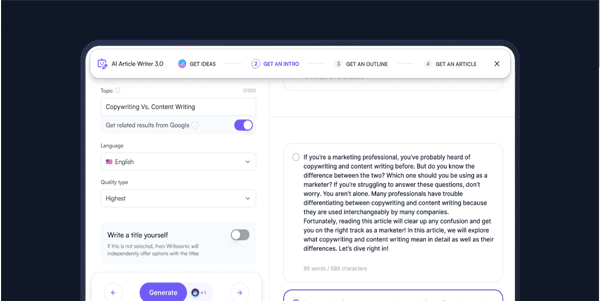 AI Article Writer 3.0
GET IDEAS
2 GET AN INTRO
3 GET AN OUTLINE
4 GET AN ARTICLE
Topic
Copywriting Vs. Content Writing
Get related results from Google
Language
English
Quality type
Highest
Write a title yourself
If this is not selected, then Writesonic will
independently offer options with the titles
Generate
If you're a marketing professional, you've probably heard of
copywriting and content writing before. But do you know the
difference between the two? Which one should you be using as a
marketer? If you're struggling to answer these questions, don't
worry. You aren't alone. Many professionals have trouble
differentiating between copywriting and content writing because
they are used interchangeably by many companies.
Fortunately, reading this article will clear up any confusion and get
you on the right track as a marketer! In this article, we will explore
what copywriting and content writing mean in detail as well as their
differences. Let's dive right in!